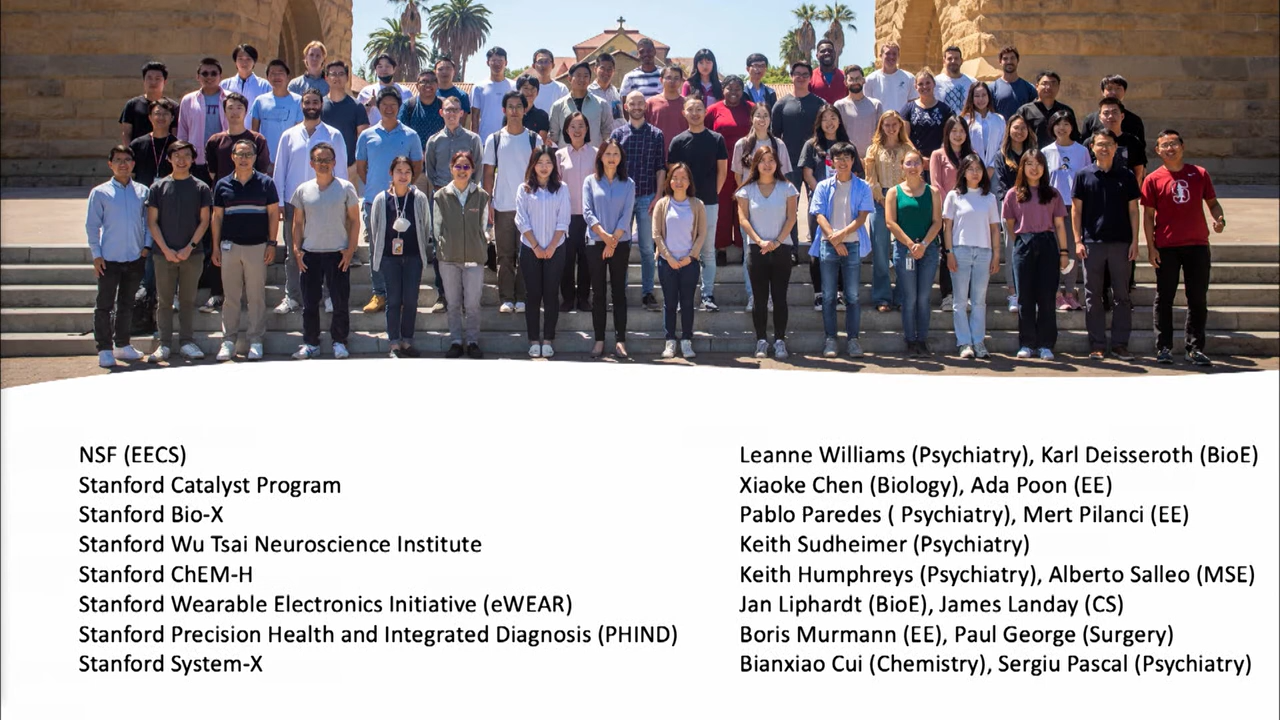 NSF (EECS)
Stanford Catalyst Program
Stanford Bio-X
Stanford Wu Tsai Neuroscience Institute
Stanford ChEM-H
Stanford Wearable Electronics Initiative (eWEAR)
Stanford Precision Health and Integrated Diagnosis (PHIND)
Stanford System-X
Leanne Williams (Psychiatry), Karl Deisseroth (BioE)
Xiaoke Chen (Biology), Ada Poon (EE)
Pablo Paredes ( Psychiatry), Mert Pilanci (EE)
Keith Sudheimer (Psychiatry)
Keith Humphreys (Psychiatry), Alberto Salleo (MSE)
Jan Liphardt (BioE), James Landay (CS)
Boris Murmann (EE), Paul George (Surgery)
Bianxiao Cui (Chemistry), Sergiu Pascal (Psychiatry)